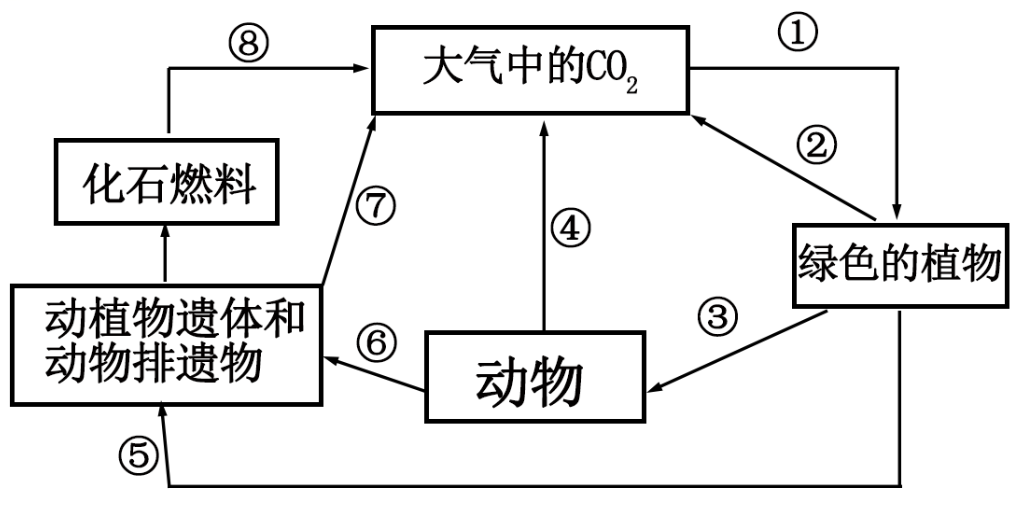 ⑧
大气中的CO₂
①
②
化石燃料
⑦
④
绿色的植物
动植物遗体和
动物排遗物
⑥
③
动物
⑤